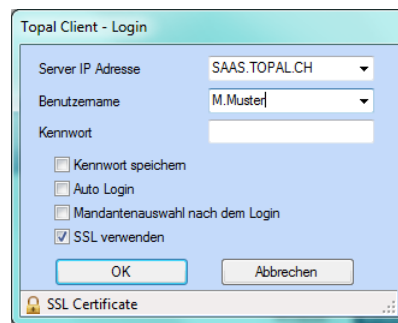 Topal Client - Login
Server IP Adresse SAAS.TOPAL.CH
Benutzername M.Muster
Kennwort
Kennwort speichern
Auto Login
Mandantenauswahl nach dem Login
SSL verwenden
OK Abbrechen
SSL Certificate